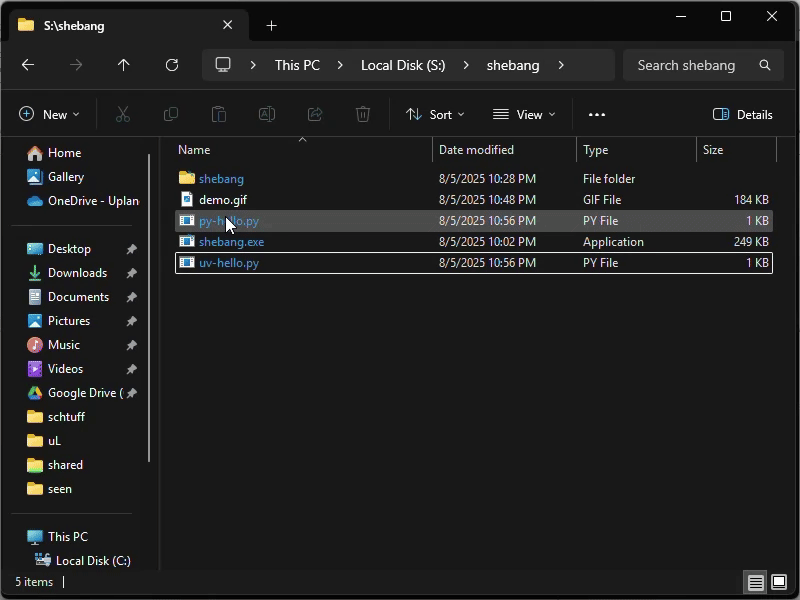 S:\shebang
This PC
Local Disk (S:)
shebang
Search shebang
New
Sort
View
Details
Home
Gallery
OneDrive - Uplan
Desktop
Downloads
Documents
Pictures
Music
Videos
Google Drive (
schtuff
uL
shared
seen
This PC
Local Disk (C:)
Name Date modified Type Size
shebang 8/5/2025 10:28 PM File folder
demo.gif 8/5/2025 10:48 PM GIF File 184 KB
py-hello.py 8/5/2025 10:56 PM PY File 1 KB
shebang.exe 8/5/2025 10:02 PM Application 249 KB
uv-hello.py 8/5/2025 10:56 PM PY File 1 KB
5 items